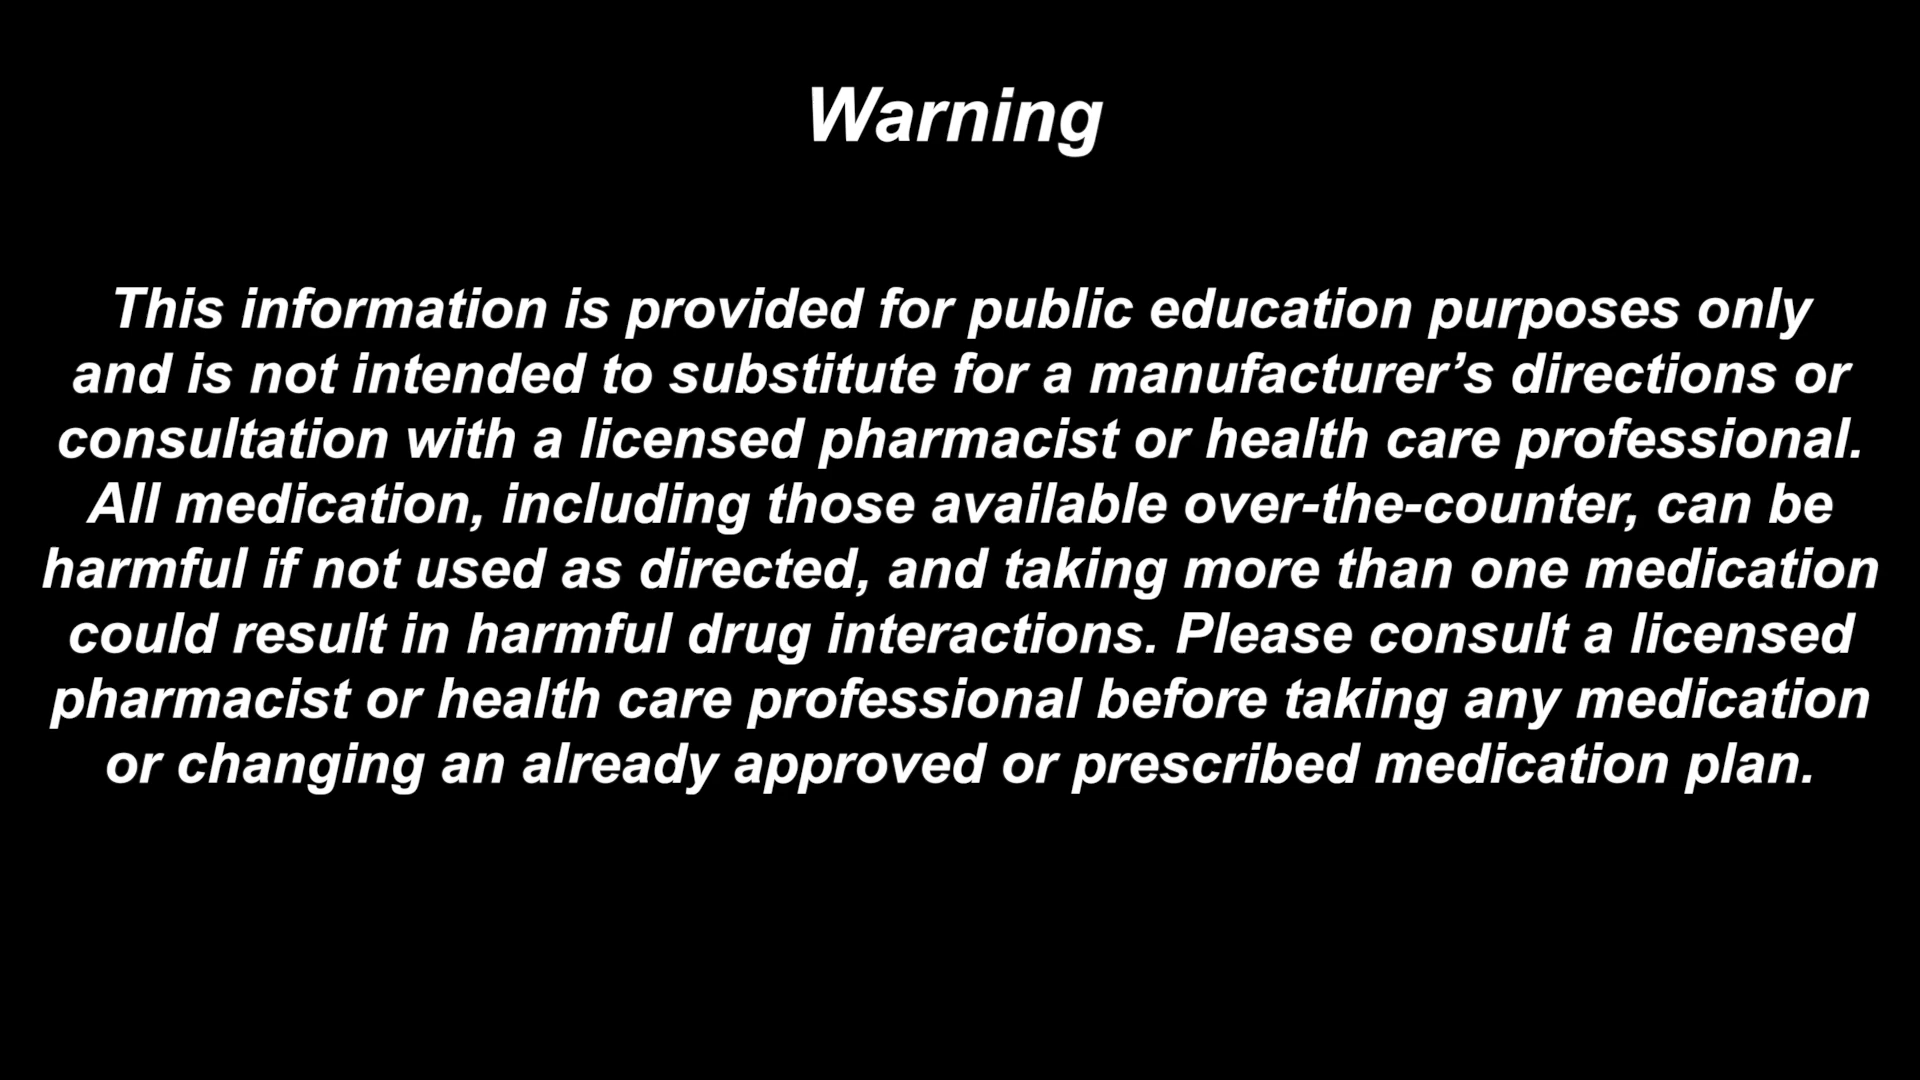 Warning
This information is provided for public education purposes only
and is not intended to substitute for a manufacturer’s directions or
consultation with a licensed pharmacist or health care professional.
All medication, including those available over-the-counter, can be
harmful if not used as directed, and taking more than one medication
could result in harmful drug interactions. Please consult a licensed
pharmacist or health care professional before taking any medication
or changing an already approved or prescribed medication plan.